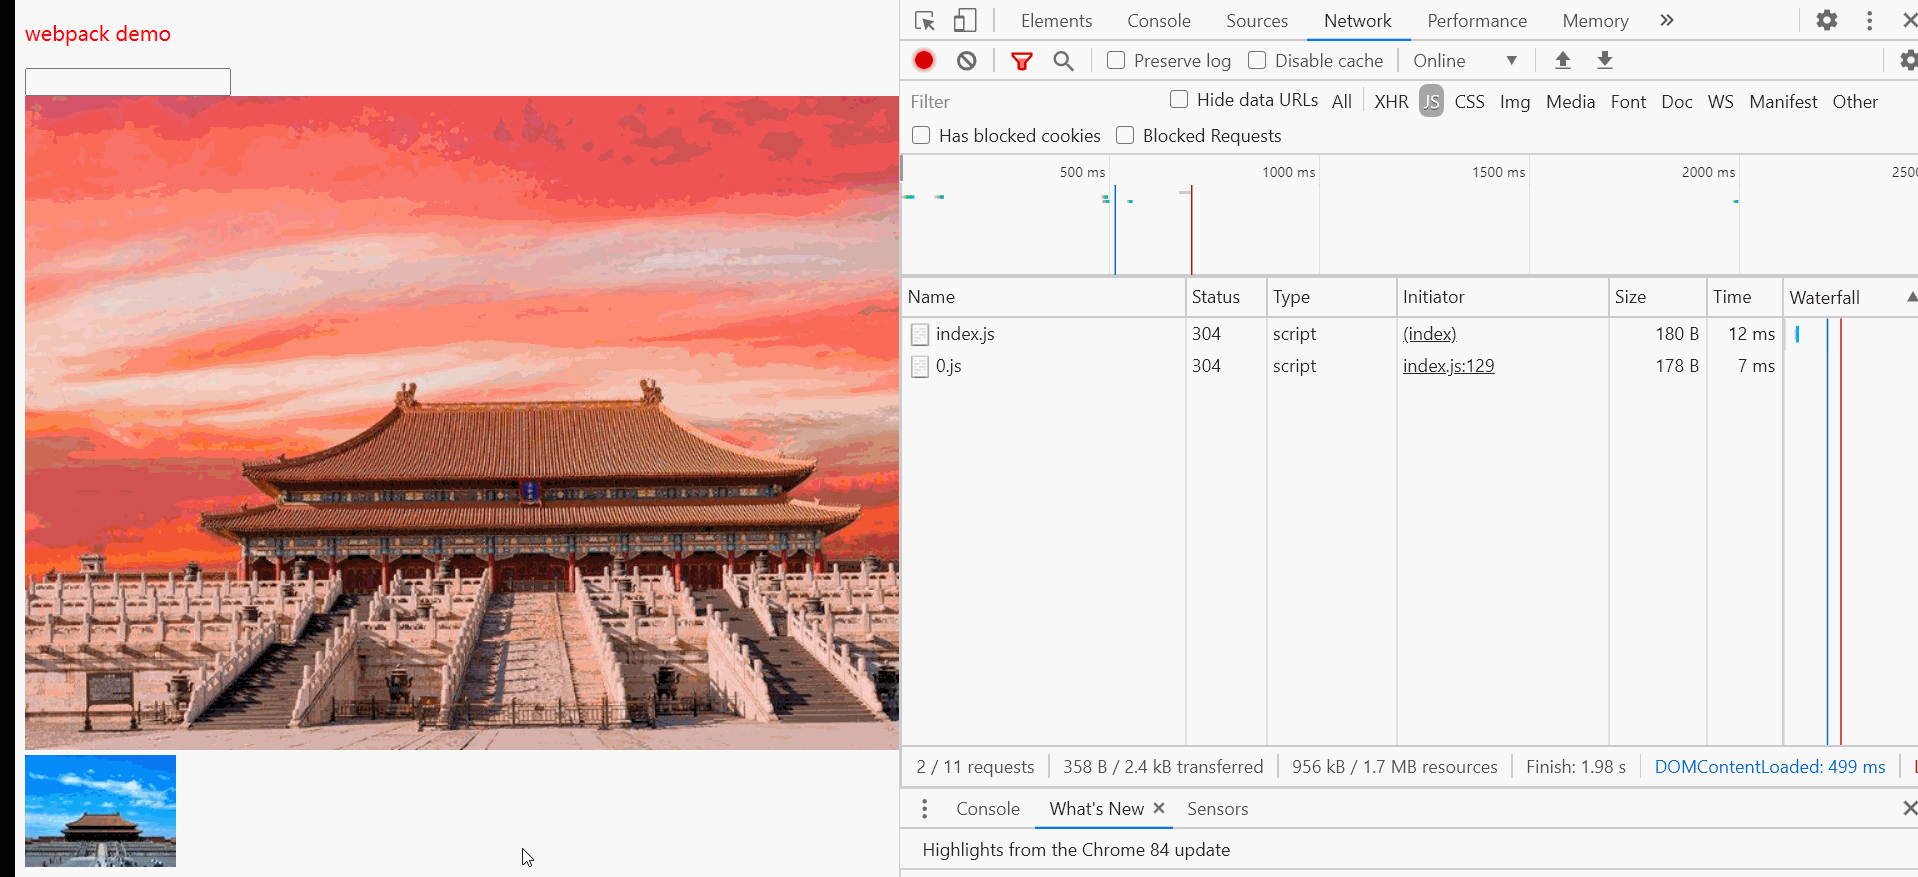 webpack demo
Elements Console Sources Network Performance Memory
Preserve log Disable cache Online
Filter Hide data URLs All XHR JS CSS Img Media Font Doc WS Manifest Other
Has blocked cookies Blocked Requests
500 ms 1000 ms 1500 ms 2000 ms 2500
Name Status Type Initiator Size Time Waterfall
index.js 304 script (index) 180 B 12 ms
0.js 304 script index.js:129 178 B 7 ms
2 / 11 requests 358 B / 2.4 kB transferred 956 kB / 1.7 MB resources Finish: 1.98 s DOMContentLoaded: 499 ms L
Console What's New Sensors
Highlights from the Chrome 84 update